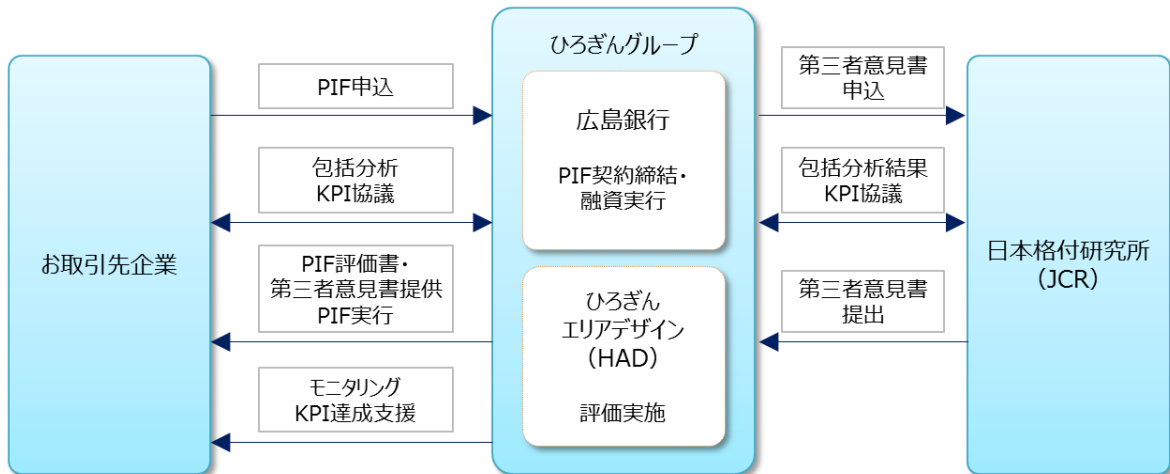 お取引先企業
PIF申込
包括分析
KPI協議
PIF評価書・
第三者意見書提供
PIF実行
モニタリング
KPI達成支援
ひろぎんグループ
広島銀行
PIF契約締結・
融資実行
ひろぎん
エリアデザイン
（HAD）
評価実施
第三者意見書
申込
包括分析結果
KPI協議
第三者意見書
提出
日本格付研究所
（JCR）